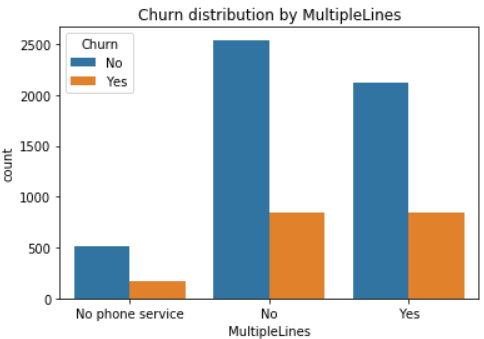 Churn distribution by MultipleLines
Churn
No
Yes
2500
2000
1500
1000
500
0
count
No phone service
No
Yes
MultipleLines